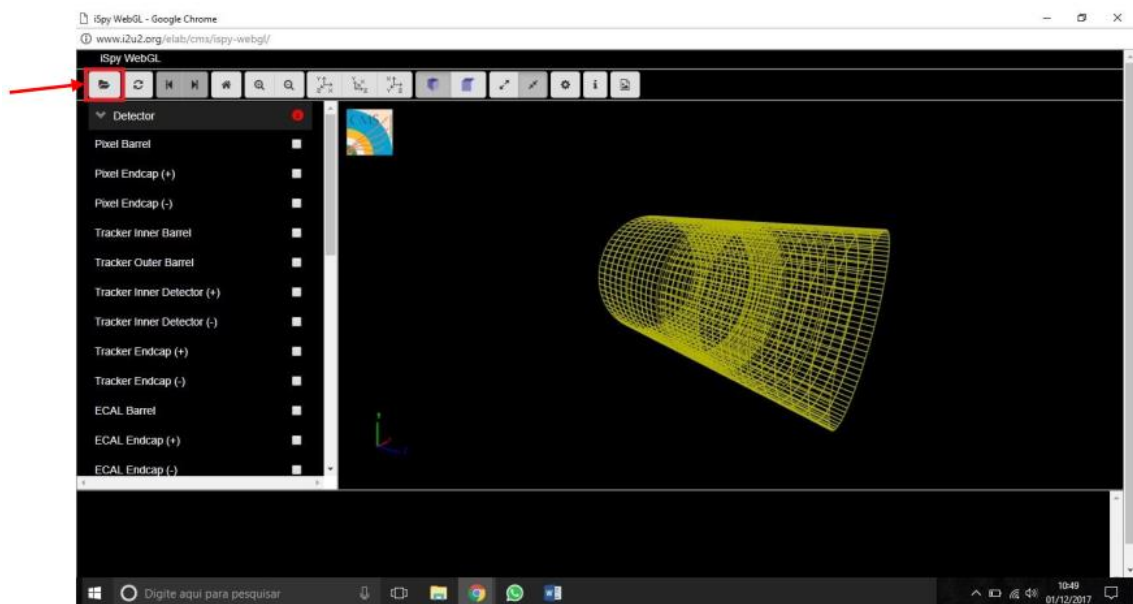 iSpy WebGL - Google Chrome
www.i2u2.org/elab/cms/ispy-webgl/
iSpy WebGL
Detector
Pixel Barrel
Pixel Endcap (+)
Pixel Endcap (-)
Tracker Inner Barrel
Tracker Outer Barrel
Tracker Inner Detector (+)
Tracker Inner Detector (-)
Tracker Endcap (+)
Tracker Endcap (-)
ECAL Barrel
ECAL Endcap (+)
ECAL Endcap (-)
CMS
Digite aqui para pesquisar
10:49
01/12/2017